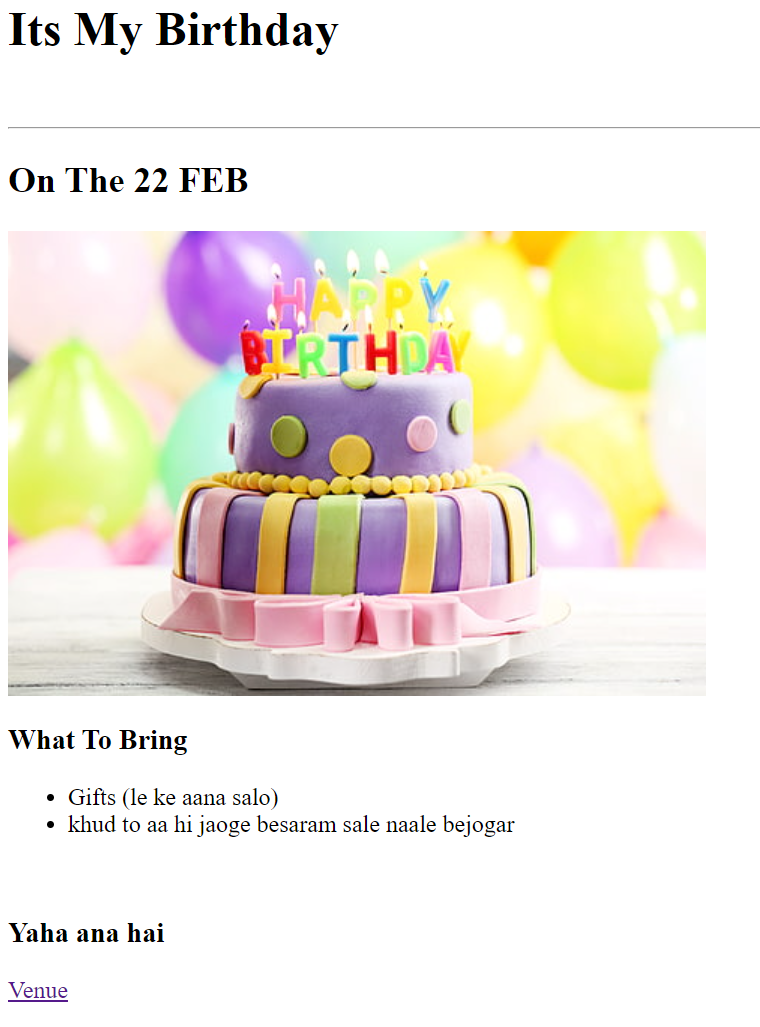 Its My Birthday
On The 22 FEB
HAPPY
BIRTHDAY
What To Bring
Gifts (le ke aana salo)
khud to aa hi jaoge besaram sale naale bejogar
Yaha ana hai
Venue